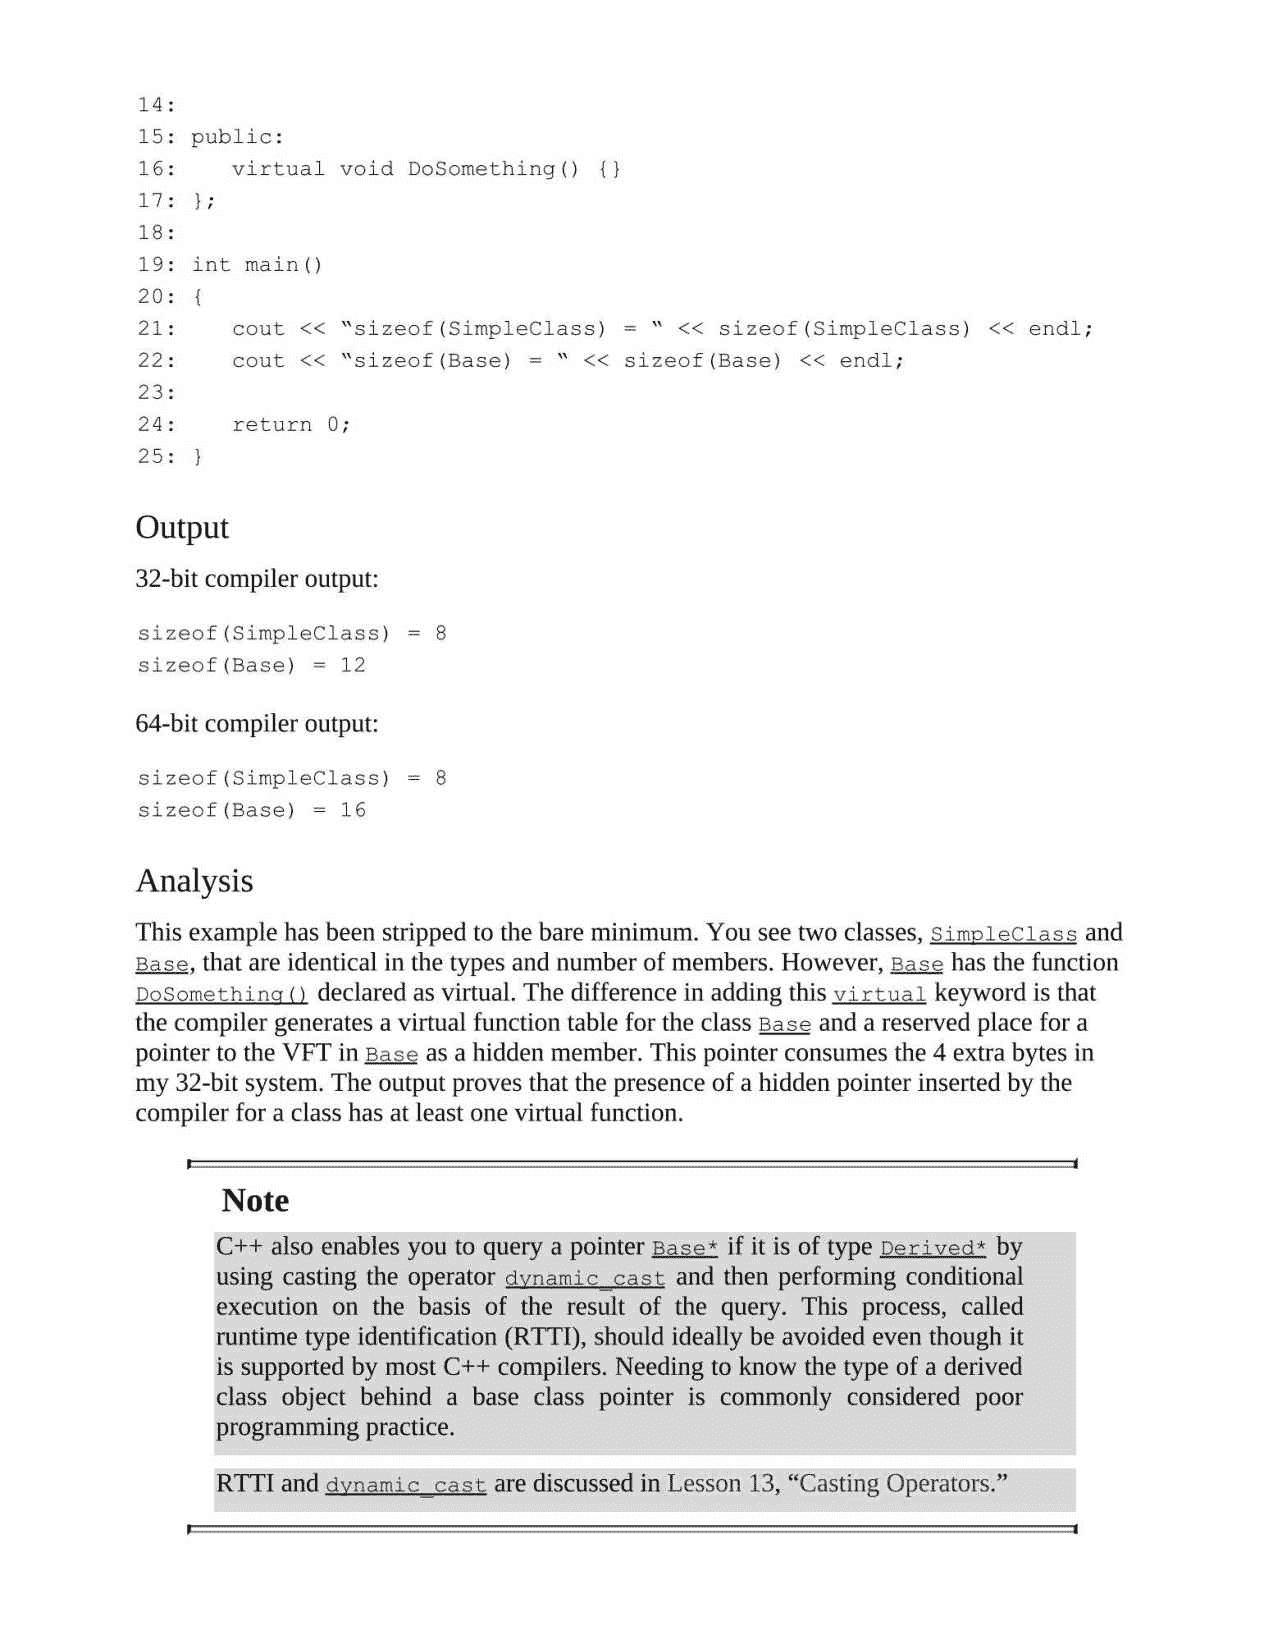 14:
15: public:
16:    virtual void DoSomething() {}
17: };
18:
19: int main()
20: {
21:    cout << “sizeof(SimpleClass) = “ << sizeof(SimpleClass) << endl;
22:    cout << “sizeof(Base) = “ << sizeof(Base) << endl;
23:
24:    return 0;
25: }
Output
32-bit compiler output:
sizeof(SimpleClass) = 8
sizeof(Base) = 12
64-bit compiler output:
sizeof(SimpleClass) = 8
sizeof(Base) = 16
Analysis
This example has been stripped to the bare minimum. You see two classes, SimpleClass and
Base, that are identical in the types and number of members. However, Base has the function
DoSomething() declared as virtual. The difference in adding this virtual keyword is that
the compiler generates a virtual function table for the class Base and a reserved place for a
pointer to the VFT in Base as a hidden member. This pointer consumes the 4 extra bytes in
my 32-bit system. The output proves that the presence of a hidden pointer inserted by the
compiler for a class has at least one virtual function.
Note
C++ also enables you to query a pointer Base* if it is of type Derived* by
using casting the operator dynamic_cast and then performing conditional
execution on the basis of the result of the query. This process, called
runtime type identification (RTTI), should ideally be avoided even though it
is supported by most C++ compilers. Needing to know the type of a derived
class object behind a base class pointer is commonly considered poor
programming practice.
RTTI and dynamic_cast are discussed in Lesson 13, “Casting Operators.”